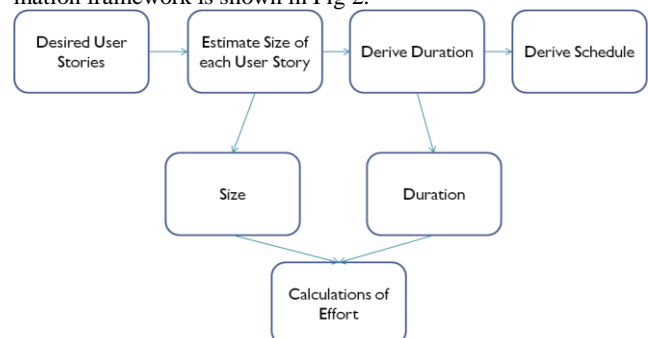 mation framework is shown in Fig 2.
Desired User
Stories
Estimate Size of
each User Story
Derive Duration
Derive Schedule
Size
Duration
Calculations of
Effort